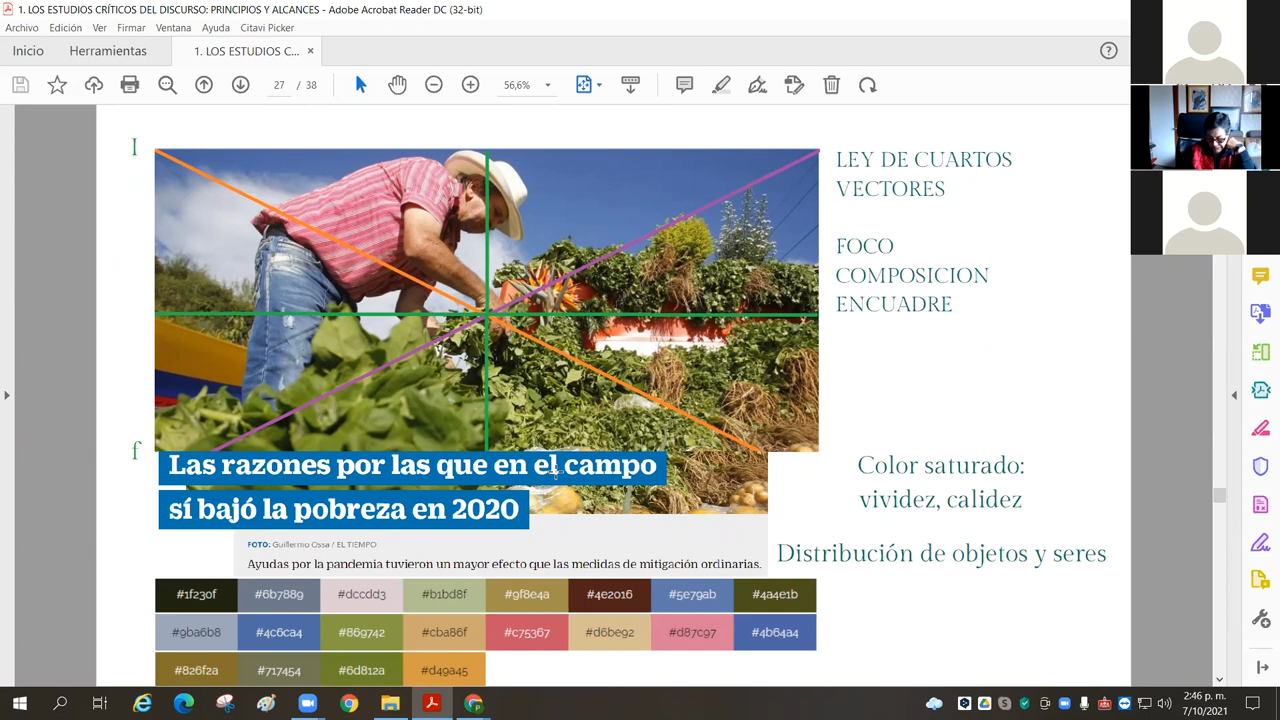 1. LOS ESTUDIOS CRÍTICOS DEL DISCURSO: PRINCIPIOS Y ALCANCES - Adobe Acrobat Reader DC (32-bit)
Archivo Edición Ver Firmar Ventana Ayuda Citavi Picker
Inicio Herramientas 1. LOS ESTUDIOS C... ×
27 / 38 56,6%
I
LEY DE CUARTOS
VECTORES
FOCO
COMPOSICION
ENCUADRE
f
Las razones por las que en el campo
sí bajó la pobreza en 2020
Color saturado:
vividez, calidez
FOTO: Guillermo Ossa / EL TIEMPO
Ayudas por la pandemia tuvieron un mayor efecto que las medidas de mitigación ordinarias.
Distribución de objetos y seres
#1f230f #6b7889 #dccdd3 #b1bd8f #9f8e4a #4e2016 #5e79ab #4a4e1b
#9ba6b8 #4c6ca4 #869742 #cba86f #c75367 #d6be92 #d87c97 #4b64a4
#826f2a #717454 #6d812a #d49a45
2:46 p. m.
7/10/2021